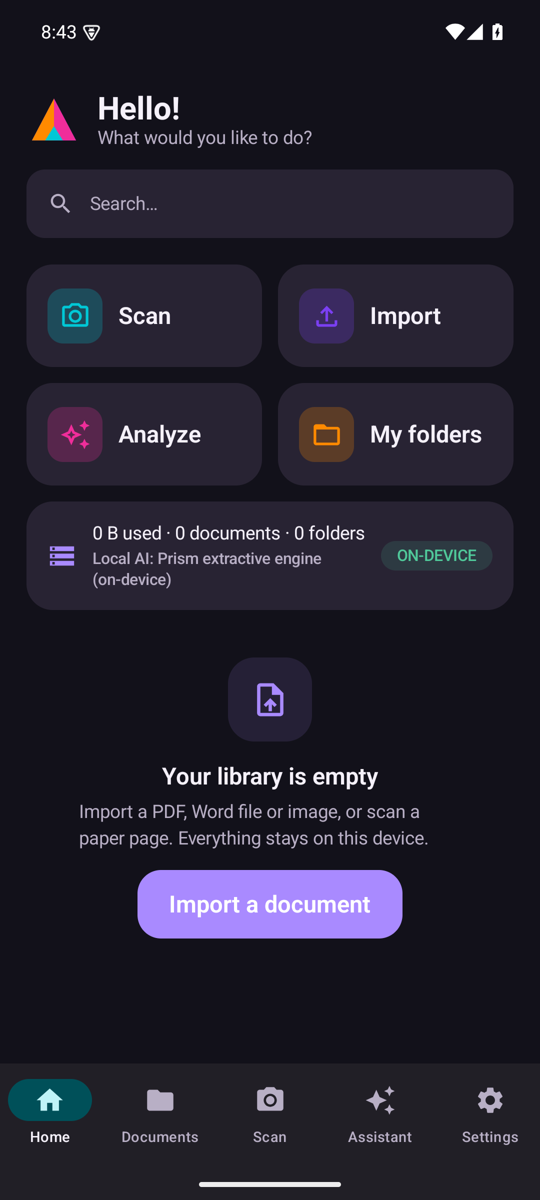 8:43
Hello!
What would you like to do?
Search...
Scan
Import
Analyze
My folders
0 B used · 0 documents · 0 folders
Local AI: Prism extractive engine
(on-device)
ON-DEVICE
Your library is empty
Import a PDF, Word file or image, or scan a
paper page. Everything stays on this device.
Import a document
Home
Documents
Scan
Assistant
Settings